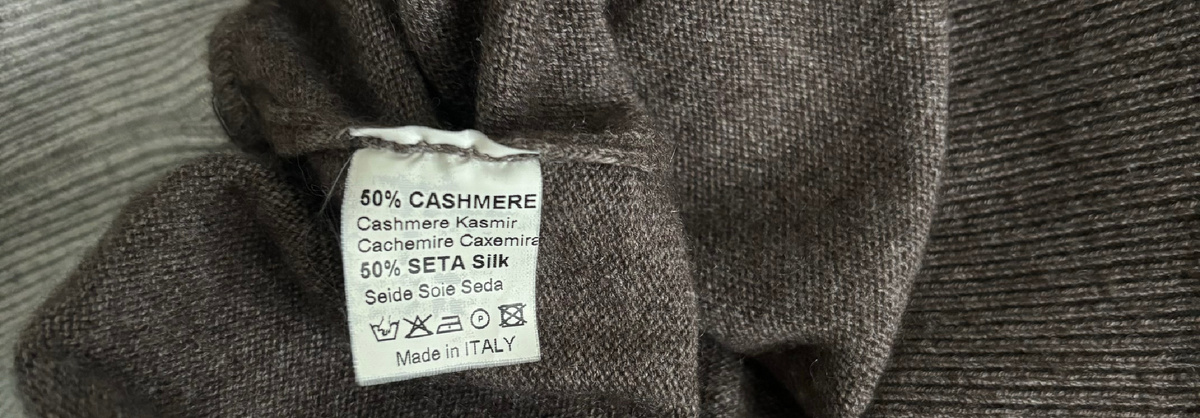 50% CASHMERE
Cashmere Kasmir
Cachemire Caxemira
50% SETA Silk
Seide Soie Seda
P
Made in ITALY